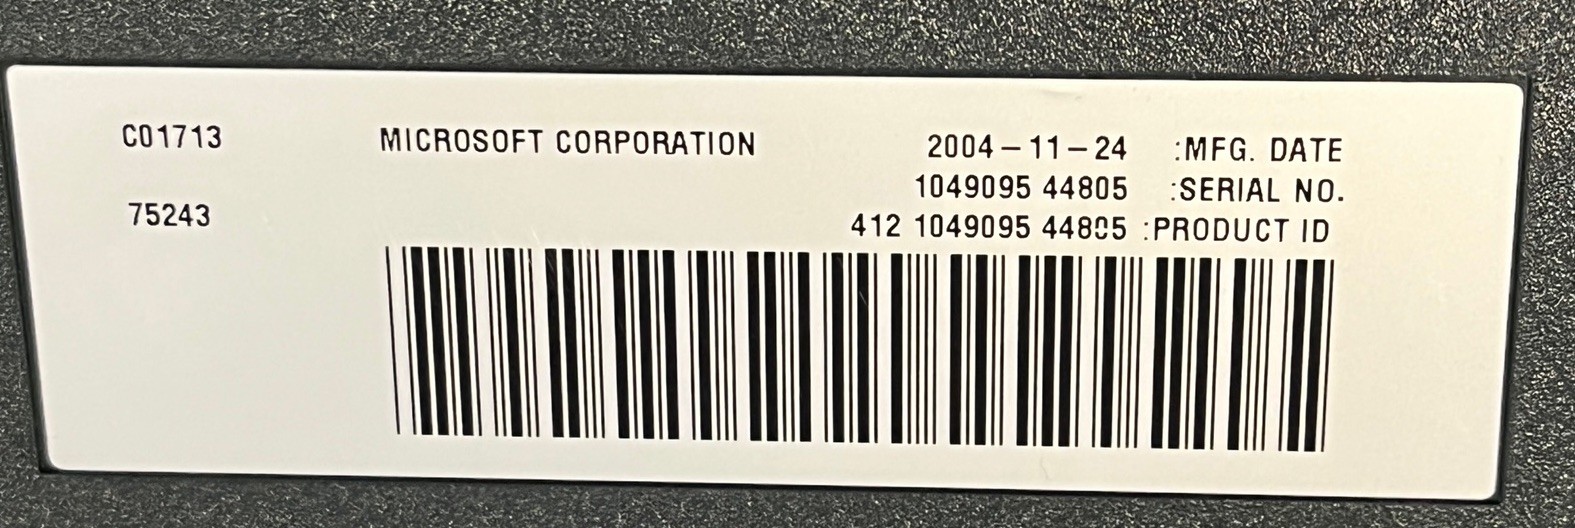 C01713 MICROSOFT CORPORATION 2004-11-24 :MFG. DATE
1049095 44805 :SERIAL NO.
75243 412 1049095 44805 :PRODUCT ID